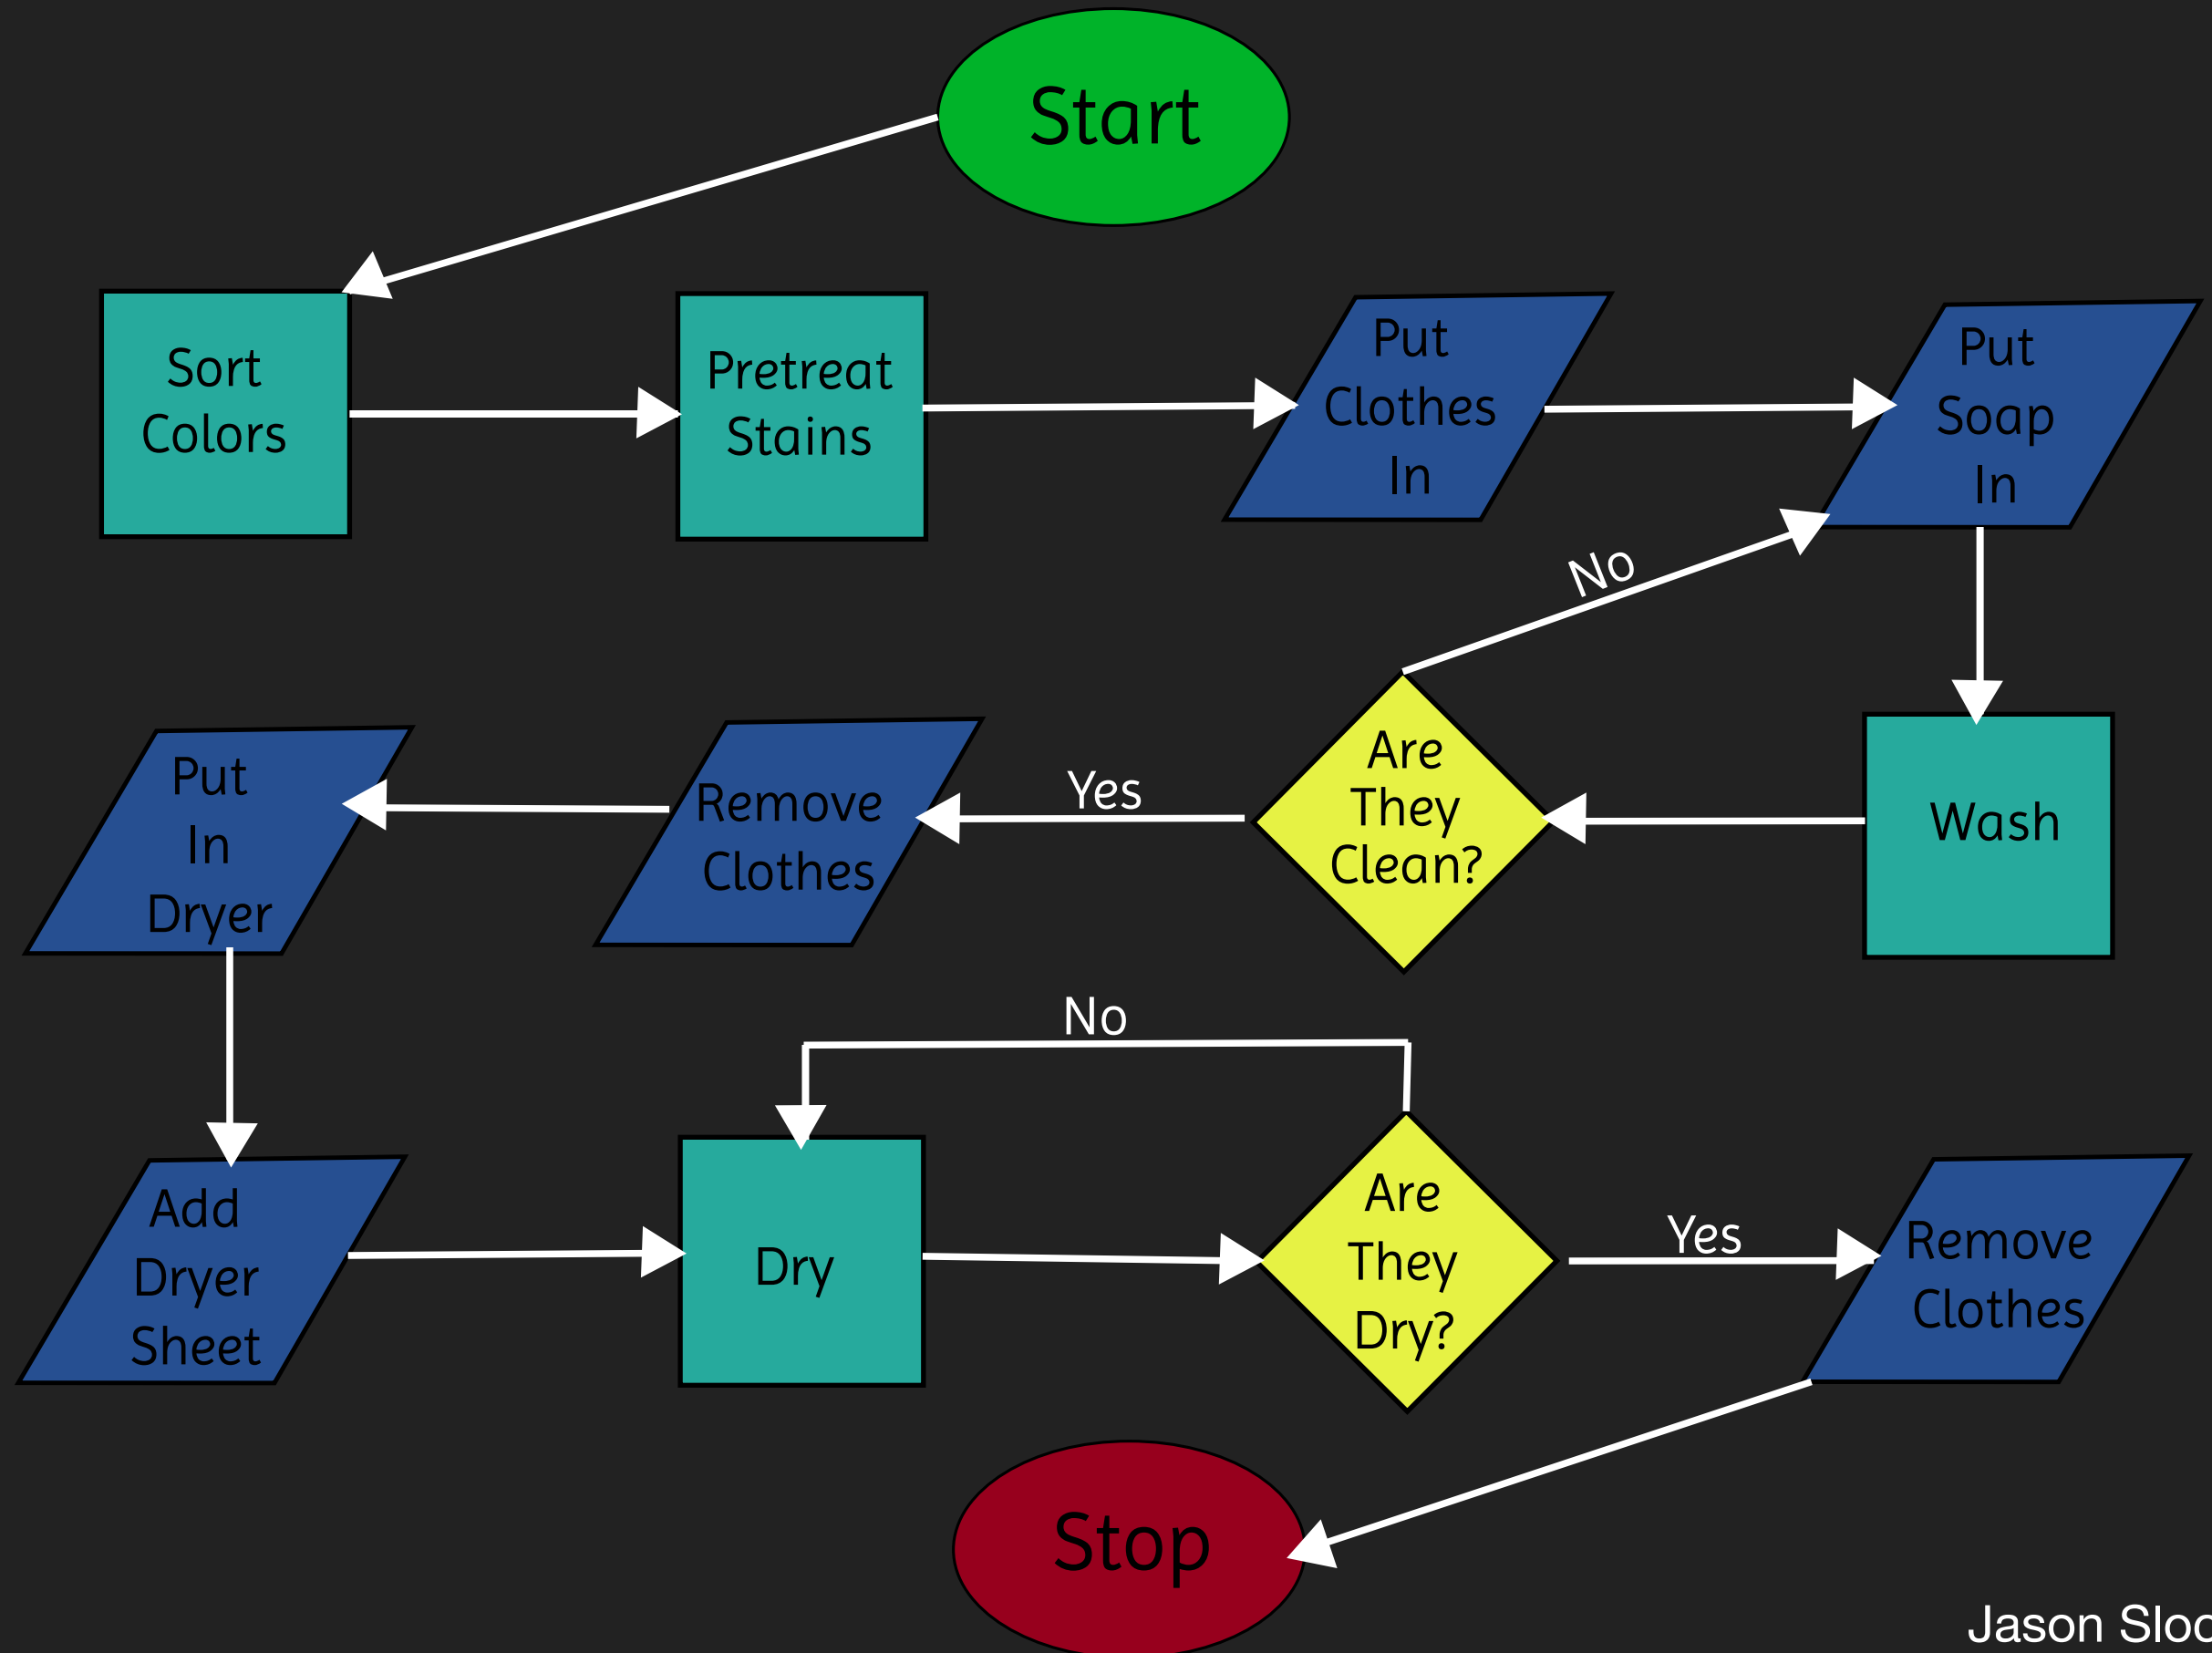 Start
Sort
Colors
Pretreat
Stains
Put
Clothes
In
Put
Soap
In
No
Wash
Are
They
Clean?
Yes
Remove
Clothes
Put
In
Dryer
Add
Dryer
Sheet
Dry
No
Are
They
Dry?
Yes
Remove
Clothes
Stop
Jason